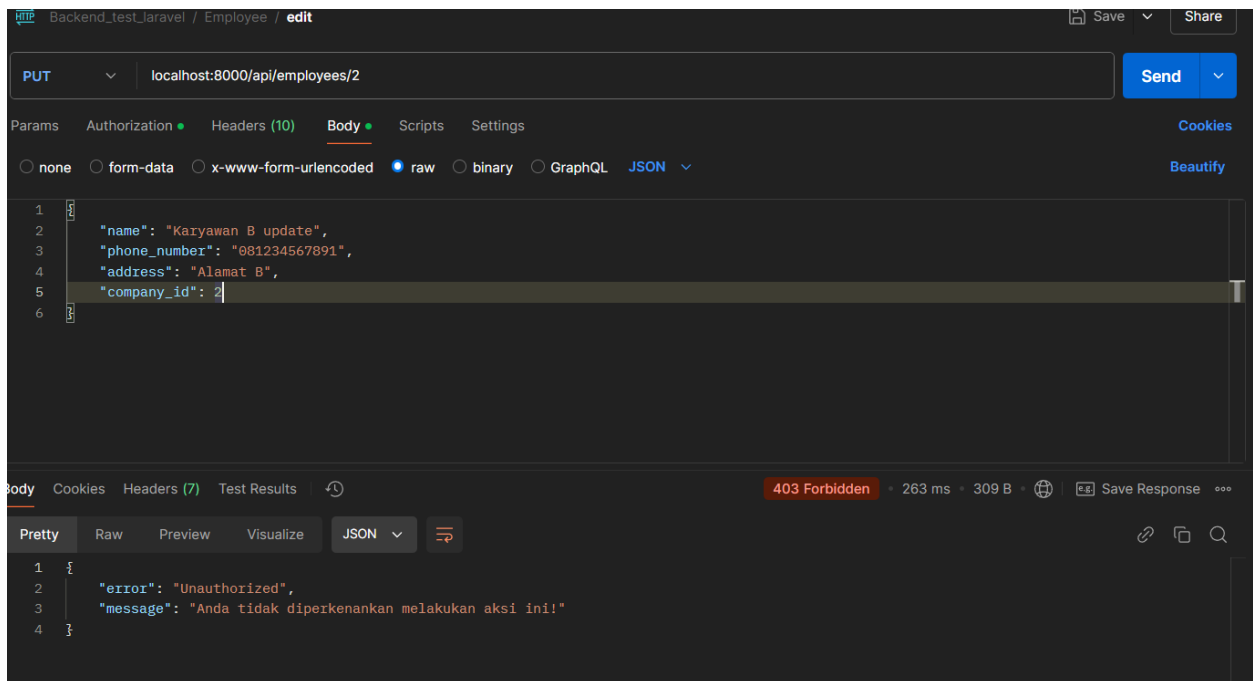 HTTP Backend_test_laravel / Employee / edit Save Share
PUT localhost:8000/api/employees/2 Send
Params Authorization Headers (10) Body Scripts Settings Cookies
none form-data x-www-form-urlencoded raw binary GraphQL JSON Beautify
1 {
2 "name": "Karyawan B update",
3 "phone_number": "081234567891",
4 "address": "Alamat B",
5 "company_id": 2
6 }
Body Cookies Headers (7) Test Results 403 Forbidden 263 ms 309 B e.g. Save Response
Pretty Raw Preview Visualize JSON
1 {
2 "error": "Unauthorized",
3 "message": "Anda tidak diperkenankan melakukan aksi ini!"
4 }